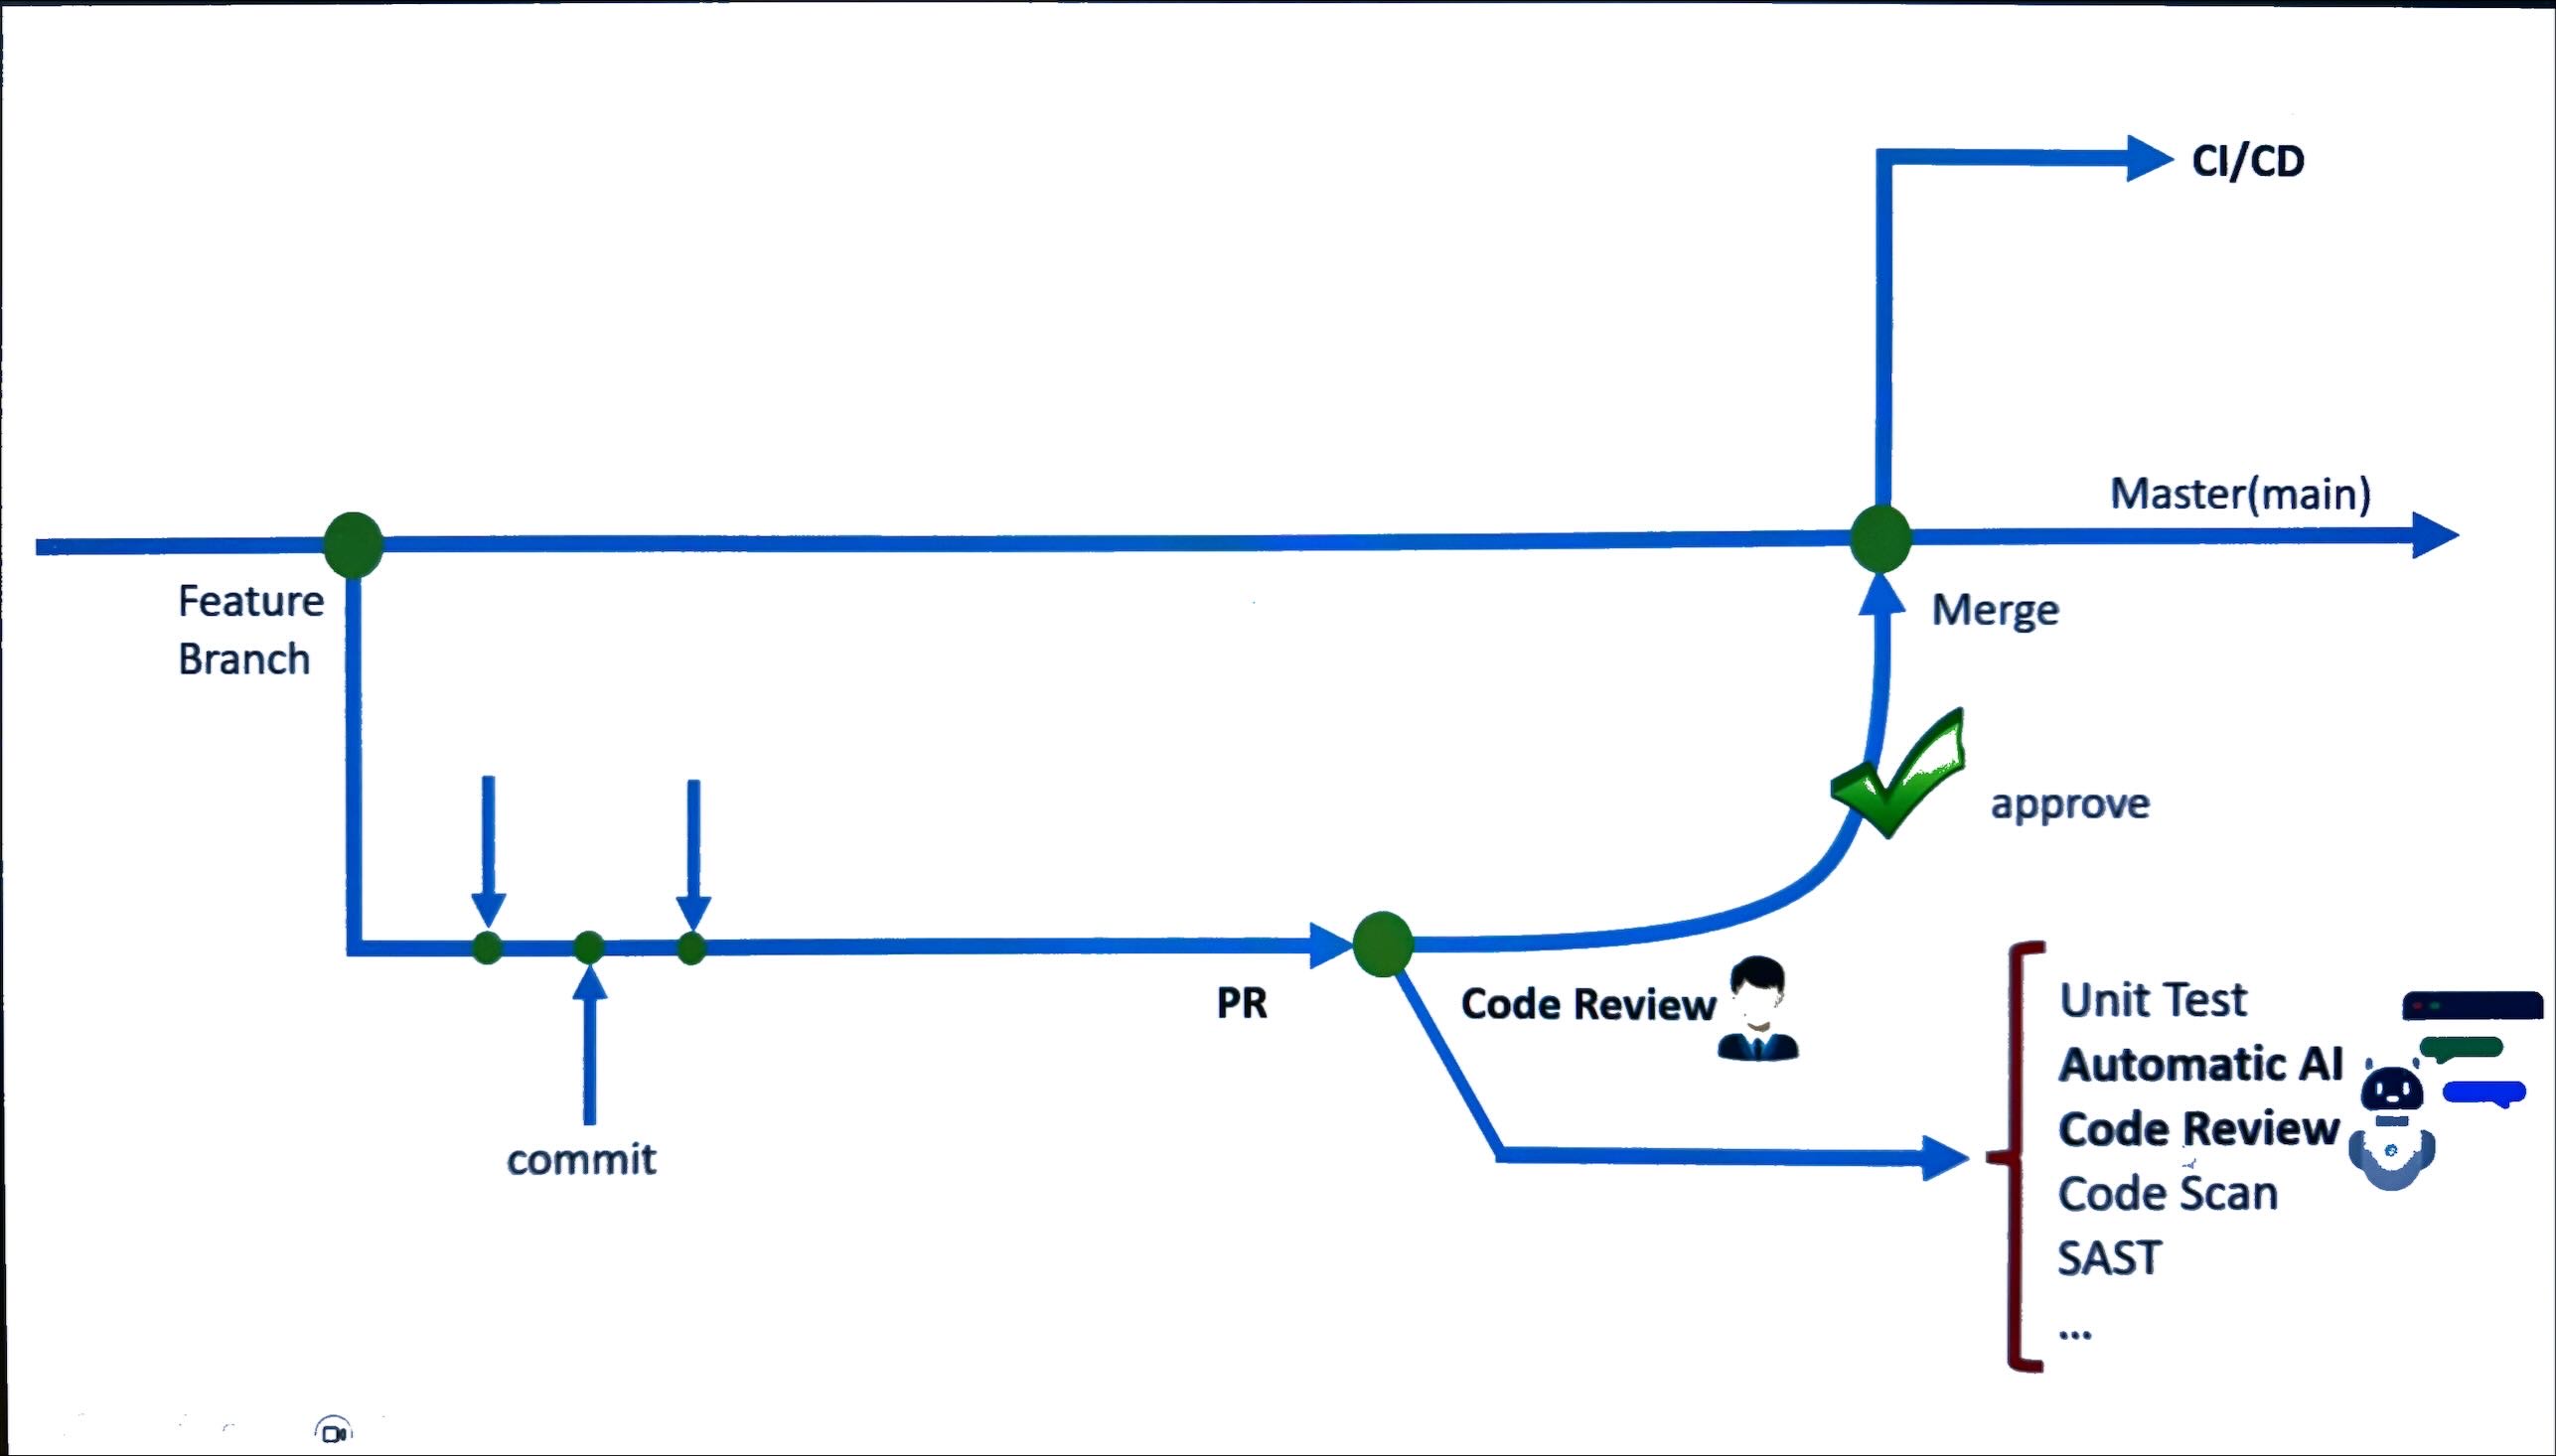 CI/CD
Master(main)
Feature
Branch
Merge
approve
PR
Code Review
commit
Unit Test
Automatic AI
Code Review
Code Scan
SAST
...